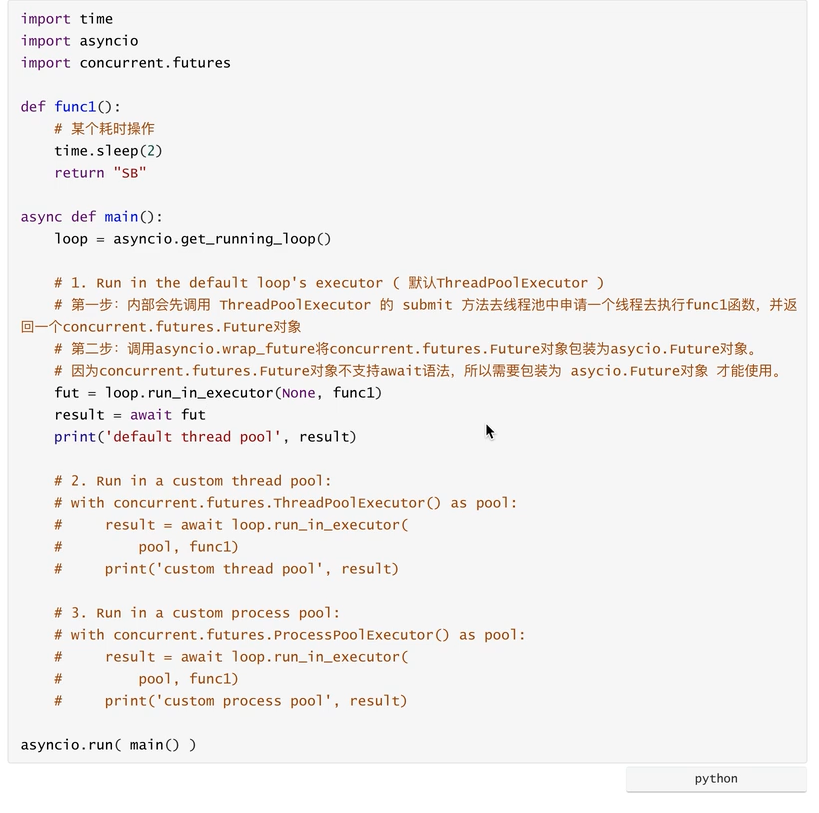 import time
import asyncio
import concurrent.futures
def func1():
    # 某个耗时操作
    time.sleep(2)
    return "SB"
async def main():
    loop = asyncio.get_running_loop()
    # 1. Run in the default loop's executor ( 默认ThreadPoolExecutor )
    # 第一步：内部会先调用 ThreadPoolExecutor 的 submit 方法去线程池中申请一个线程去执行func1函数，并返
回一个concurrent.futures.Future对象
    # 第二步：调用asyncio.wrap_future将concurrent.futures.Future对象包装为asycio.Future对象。
    # 因为concurrent.futures.Future对象不支持await语法，所以需要包装为 asycio.Future对象 才能使用。
    fut = loop.run_in_executor(None, func1)
    result = await fut
    print('default thread pool', result)
    # 2. Run in a custom thread pool:
    # with concurrent.futures.ThreadPoolExecutor() as pool:
    #     result = await loop.run_in_executor(
    #         pool, func1)
    #     print('custom thread pool', result)
    # 3. Run in a custom process pool:
    # with concurrent.futures.ProcessPoolExecutor() as pool:
    #     result = await loop.run_in_executor(
    #         pool, func1)
    #     print('custom process pool', result)
asyncio.run( main() )
python